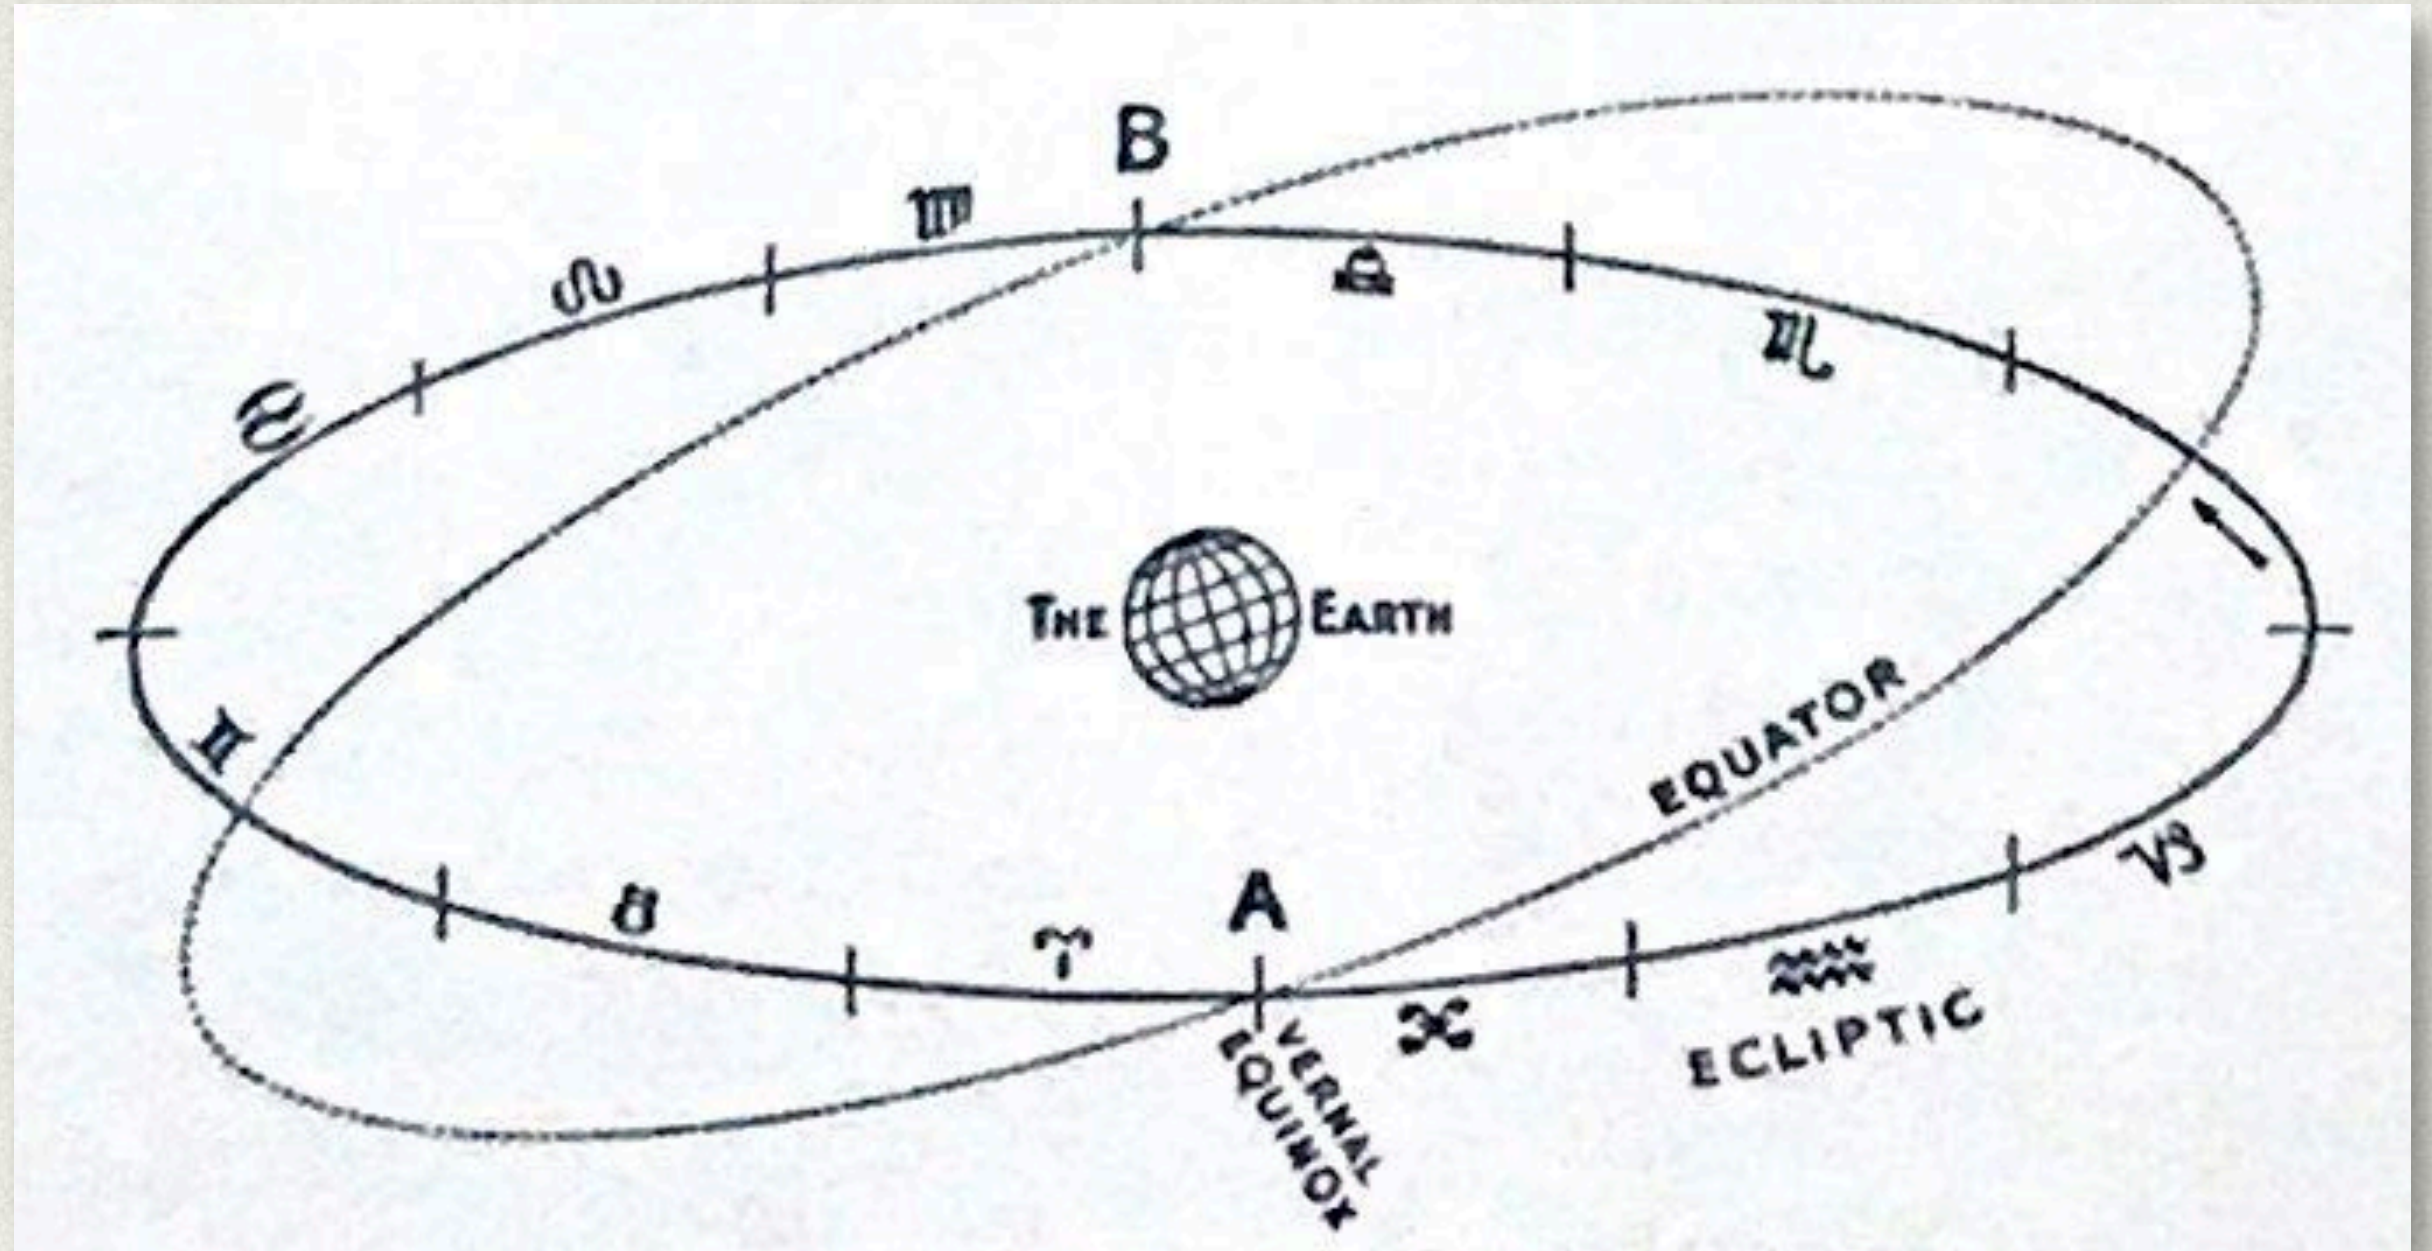 B
♍
♌
♎
♏
♋
THE EARTH
♐
♊
EQUATOR
♑
A
♉
♈
♒
♓
ECLIPTIC
VERNAL
EQUINOX